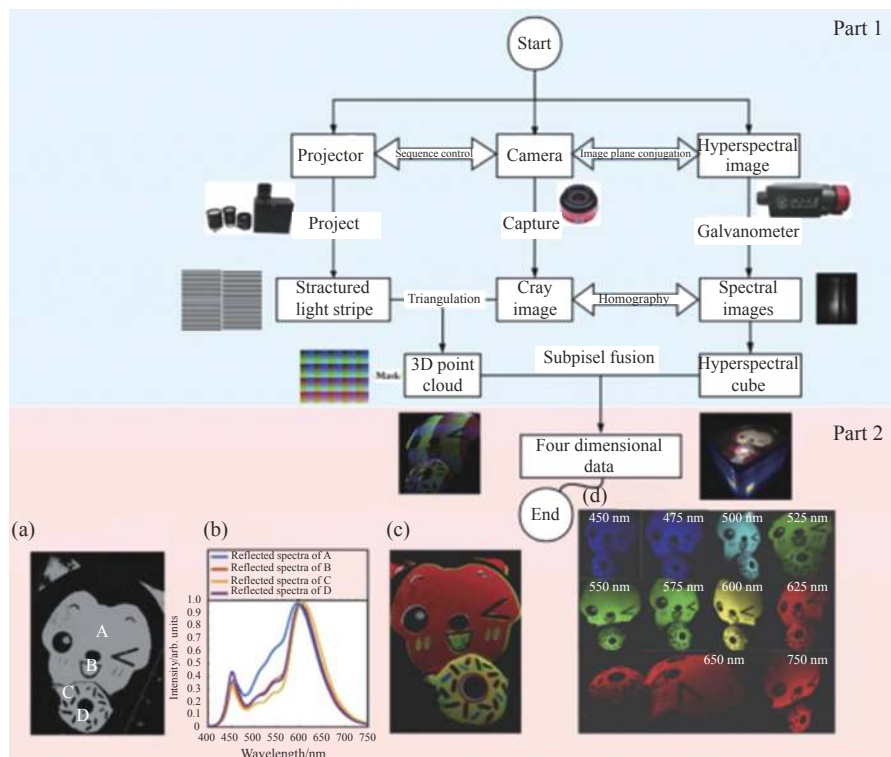 Part 1
Start
Projector
Sequence control
Camera
Image plane conjugation
Hyperspectral
image
Project
Capture
Galvanometer
Stractured
light stripe
Triangulation
Cray
image
Homography
Spectral
images
Mask
3D point
cloud
Subpisel fusion
Hyperspectral
cube
Part 2
Four dimensional
data
End
(a)
A
B
C
D
(b)
Reflected spectra of A
Reflected spectra of B
Reflected spectra of C
Reflected spectra of D
Intensity/arb. units
1.0
0.9
0.8
0.7
0.6
0.5
0.4
0.3
0.2
0.1
0
400 450 500 550 600 650 700 750
Wavelength/nm
(c)
(d)
450 nm 475 nm 500 nm 525 nm
550 nm 575 nm 600 nm 625 nm
650 nm 750 nm